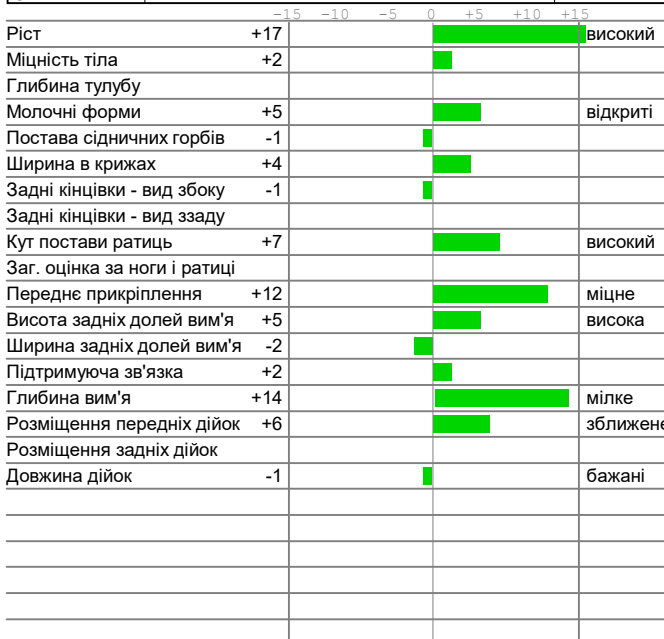 -15 -10 -5 0 +5 +10 +15
Ріст +17 високий
Міцність тіла +2
Глибина тулубу
Молочні форми +5 відкриті
Постава сідничних горбів -1
Ширина в крижах +4
Задні кінцівки - вид збоку -1
Задні кінцівки - вид ззаду
Кут постави ратиць +7 високий
Заг. оцінка за ноги і ратиці
Переднє прикріплення +12 міцне
Висота задніх долей вим'я +5 висока
Ширина задніх долей вим'я -2
Підтримуюча зв'язка +2
Глибина вим'я +14 мілке
Розміщення передніх дійок +6 зближене
Розміщення задніх дійок
Довжина дійок -1 бажані